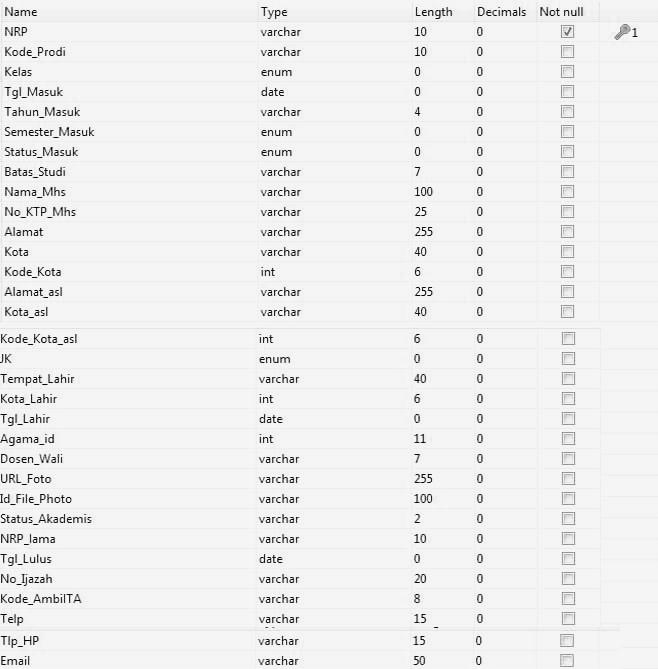 Name Type Length Decimals Not null
NRP varchar 10 0 1
Kode_Prodi varchar 10 0
Kelas enum 0 0
Tgl_Masuk date 0 0
Tahun_Masuk varchar 4 0
Semester_Masuk enum 0 0
Status_Masuk enum 0 0
Batas_Studi varchar 7 0
Nama_Mhs varchar 100 0
No_KTP_Mhs varchar 25 0
Alamat varchar 255 0
Kota varchar 40 0
Kode_Kota int 6 0
Alamat_asl varchar 255 0
Kota_asl varchar 40 0
Kode_Kota_asl int 6 0
JK enum 0 0
Tempat_Lahir varchar 40 0
Kota_Lahir int 6 0
Tgl_Lahir date 0 0
Agama_id int 11 0
Dosen_Wali varchar 7 0
URL_Foto varchar 255 0
Id_File_Photo varchar 100 0
Status_Akademis varchar 2 0
NRP_lama varchar 10 0
Tgl_Lulus date 0 0
No_Ijazah varchar 20 0
Kode_AmbilTA varchar 8 0
Telp varchar 15 0
Tlp_HP varchar 15 0
Email varchar 50 0